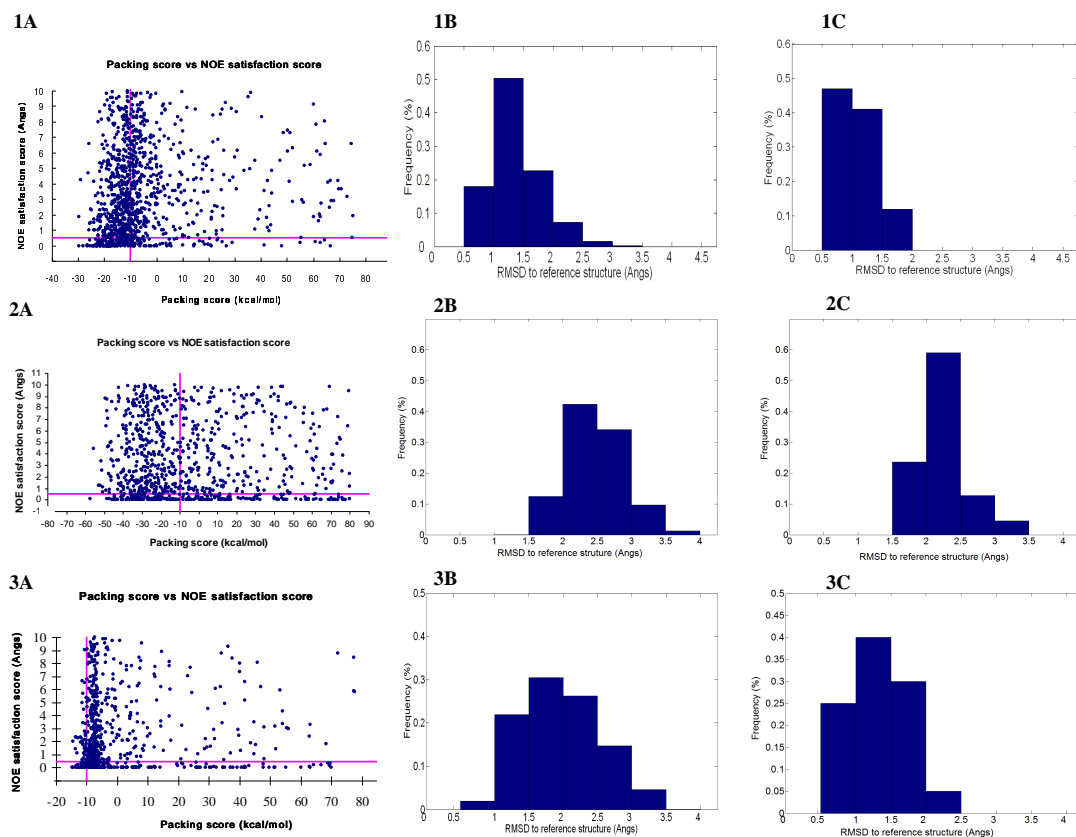 1A
Packing score vs NOE satisfaction score
NOE satisfaction score (Angs)
10
9
8
7
6
5
4
3
2
1
0
-40 -30 -20 -10 0 10 20 30 40 50 60 70 80
Packing score (kcal/mol)
1B
Frequency (%)
0.6
0.5
0.4
0.3
0.2
0.1
0
0 0.5 1 1.5 2 2.5 3 3.5 4 4.5
RMSD to reference structure (Angs)
1C
Frequency (%)
0.6
0.5
0.4
0.3
0.2
0.1
0
0 0.5 1 1.5 2 2.5 3 3.5 4 4.5
RMSD to reference structure (Angs)
2A
Packing score vs NOE satisfaction score
NOE satisfaction score (Angs)
11
10
9
8
7
6
5
4
3
2
1
0
-1
-80 -70 -60 -50 -40 -30 -20 -10 0 10 20 30 40 50 60 70 80 90
Packing score (kcal/mol)
2B
Frequency (%)
0.6
0.4
0.3
0.2
0.1
0
0 0.5 1 1.5 2 2.5 3 3.5 4
RMSD to reference struture (Angs)
2C
Frequency (%)
0.6
0.4
0.3
0.2
0.1
0
0 0.5 1 1.5 2 2.5 3 3.5 4
RMSD to reference structure (Angs)
3A
Packing score vs NOE satisfaction score
NOE satisfaction score (Angs)
10
9
8
7
6
5
4
3
2
1
0
-20 -10 0 10 20 30 40 50 60 70 80
Packing score (kcal/mol)
3B
Frequency (%)
0.5
0.45
0.4
0.35
0.3
0.25
0.2
0.15
0.1
0.05
0
0 0.5 1 1.5 2 2.5 3 3.5 4
RMSD to reference structure (Angs)
3C
Frequency (%)
0.5
0.45
0.4
0.35
0.3
0.25
0.2
0.15
0.1
0.05
0
0 0.5 1 1.5 2 2.5 3 3.5 4
RMSD to reference structure (Angs)